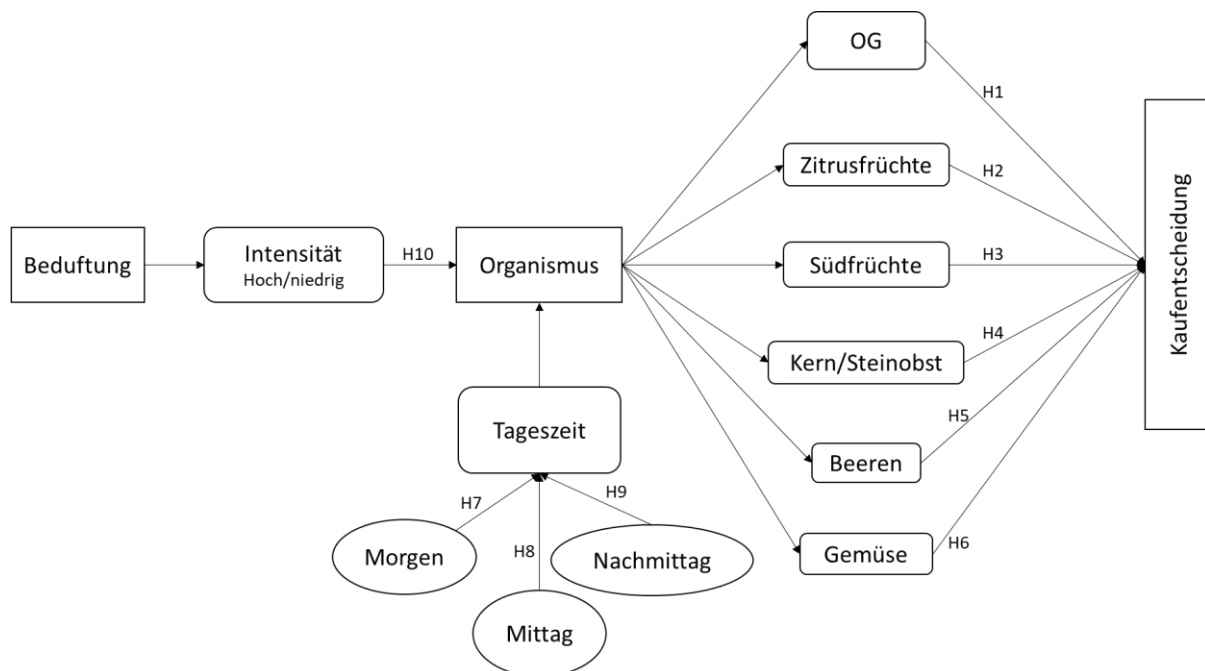 OG
H1
Zitrusfrüchte
H2
Beduftung
Intensität
Hoch/niedrig
H10
Organismus
Südfrüchte
H3
Kaufentscheidung
Kern/Steinobst
H4
Tageszeit
H5
Beeren
H7
H8
H9
Morgen
Mittag
Nachmittag
Gemüse
H6